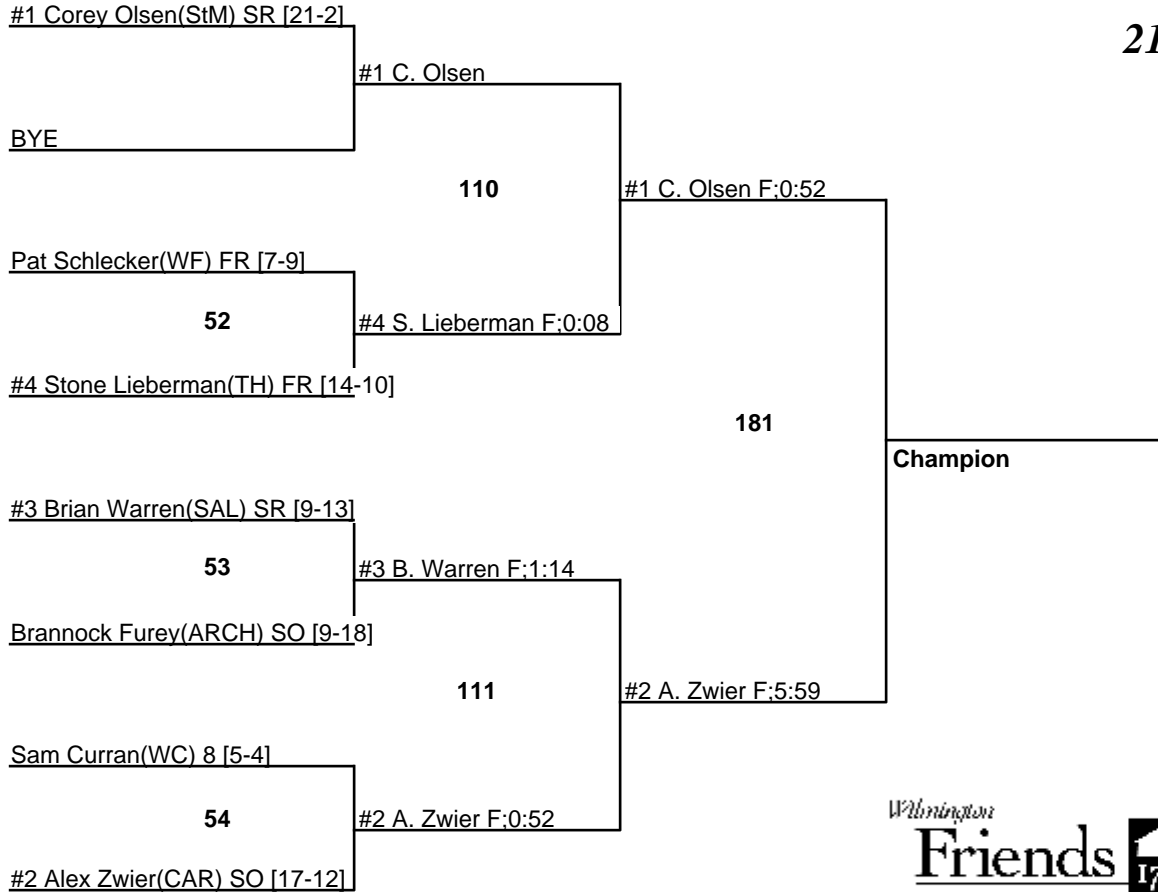 #1 Corey Olsen(StM) SR [21-2]
21
#1 C. Olsen
BYE
110
#1 C. Olsen F;0:52
Pat Schlecker(WF) FR [7-9]
52
#4 S. Lieberman F;0:08
#4 Stone Lieberman(TH) FR [14-10]
181
Champion
#3 Brian Warren(SAL) SR [9-13]
53
#3 B. Warren F;1:14
Brannock Furey(ARCH) SO [9-18]
111
#2 A. Zwier F;5:59
Sam Curran(WC) 8 [5-4]
54
#2 A. Zwier F;0:52
#2 Alex Zwier(CAR) SO [17-12]
Wilmington
Friends
17